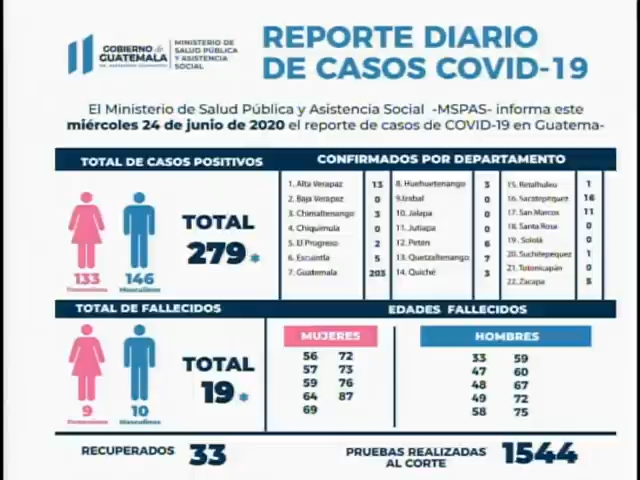 GOBIERNO de
GUATEMALA
MINISTERIO DE
SALUD PÚBLICA
Y ASISTENCIA
SOCIAL
REPORTE DIARIO
DE CASOS COVID-19
El Ministerio de Salud Pública y Asistencia Social -MSPAS- informa este
miércoles 24 de junio de 2020 el reporte de casos de COVID-19 en Guatema-
TOTAL DE CASOS POSITIVOS
133
Femeninos
146
Masculinos
TOTAL
279*
CONFIRMADOS POR DEPARTAMENTO
1. Alta Verapaz 13
2. Baja Verapaz 0
3. Chimaltenango 3
4. Chiquimula 0
5. El Progreso 2
6. Escuintla 5
7. Guatemala 203
8. Huehuetenango 3
9. Izabal 0
10. Jalapa 0
11. Jutiapa 0
12. Petén 6
13. Quetzaltenango 7
14. Quiché 3
15. Retalhuleu 1
16. Sacatepéquez 16
17. San Marcos 11
18. Santa Rosa 0
19. Sololá 0
20. Suchitepéquez 1
21. Totonicapán 0
22. Zacapa 5
TOTAL DE FALLECIDOS
9
Femeninos
10
Masculinos
TOTAL
19*
EDADES FALLECIDOS
MUJERES
56 72
57 73
59 76
64 87
69
HOMBRES
33 59
47 60
48 67
49 72
58 75
RECUPERADOS 33
PRUEBAS REALIZADAS
AL CORTE
1544